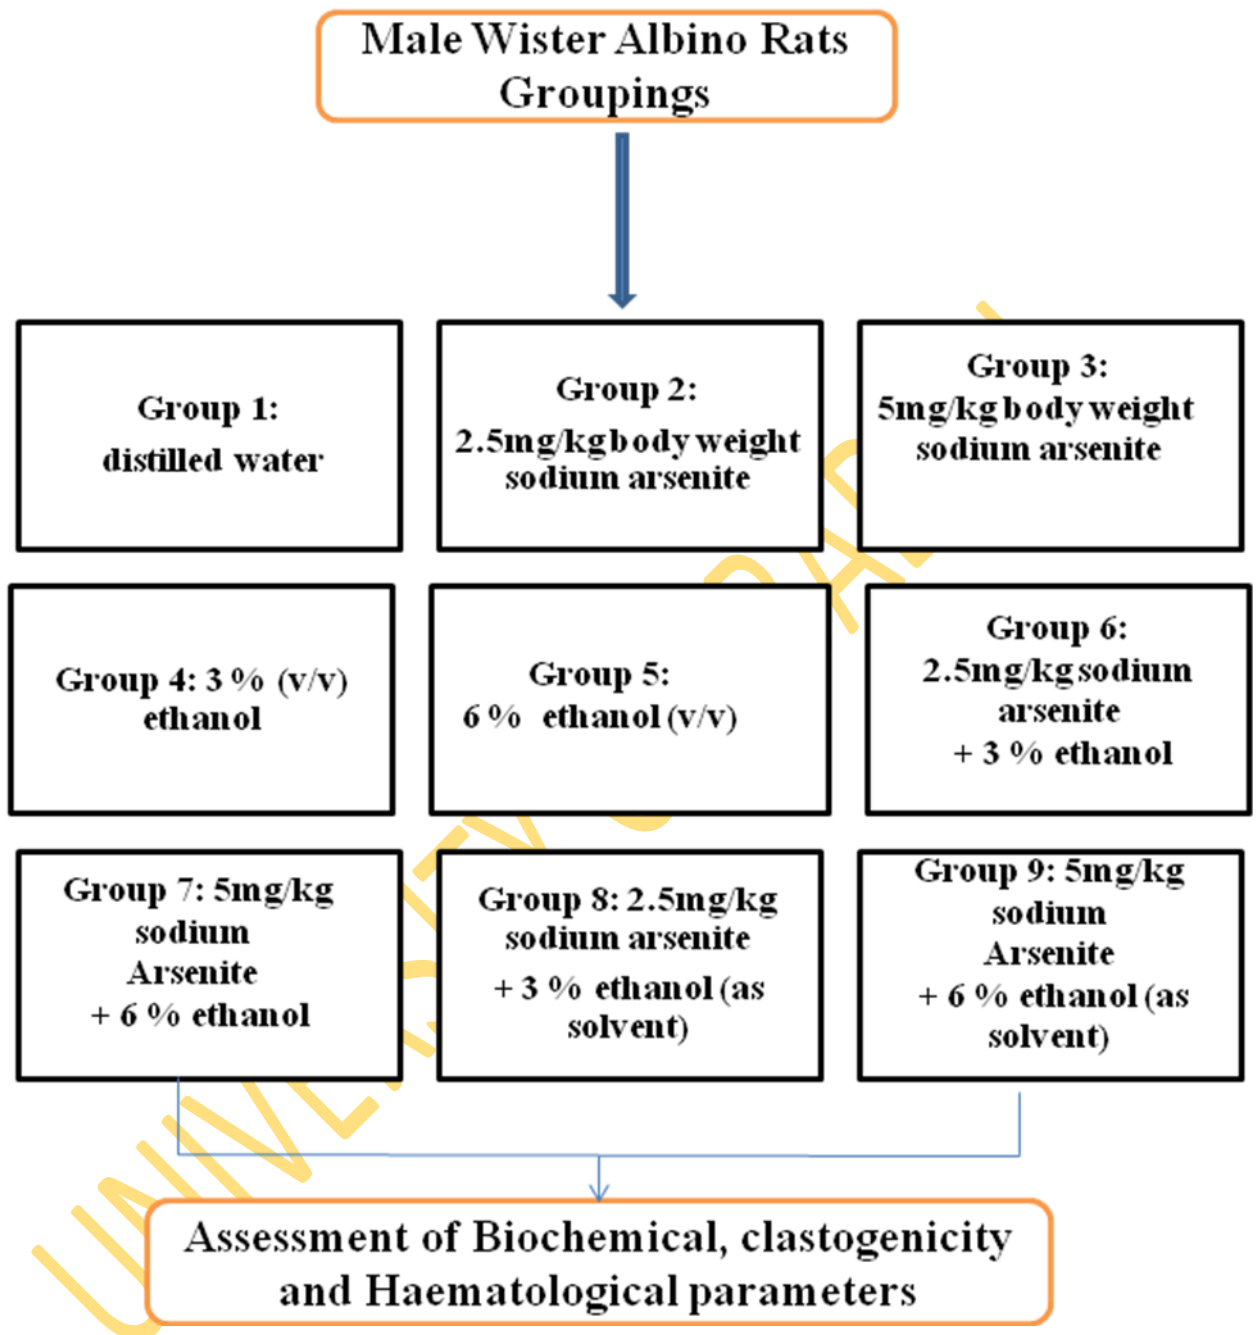 Male Wister Albino Rats
Groupings
Group 1:
distilled water
Group 2:
2.5mg/kg body weight
sodium arsenite
Group 3:
5mg/kg body weight
sodium arsenite
Group 4: 3 % (v/v)
ethanol
Group 5:
6 % ethanol (v/v)
Group 6:
2.5mg/kg sodium
arsenite
+ 3 % ethanol
Group 7: 5mg/kg
sodium
Arsenite
+ 6 % ethanol
Group 8: 2.5mg/kg
sodium arsenite
+ 3 % ethanol (as
solvent)
Group 9: 5mg/kg
sodium
Arsenite
+ 6 % ethanol (as
solvent)
Assessment of Biochemical, clastogenicity
and Haematological parameters